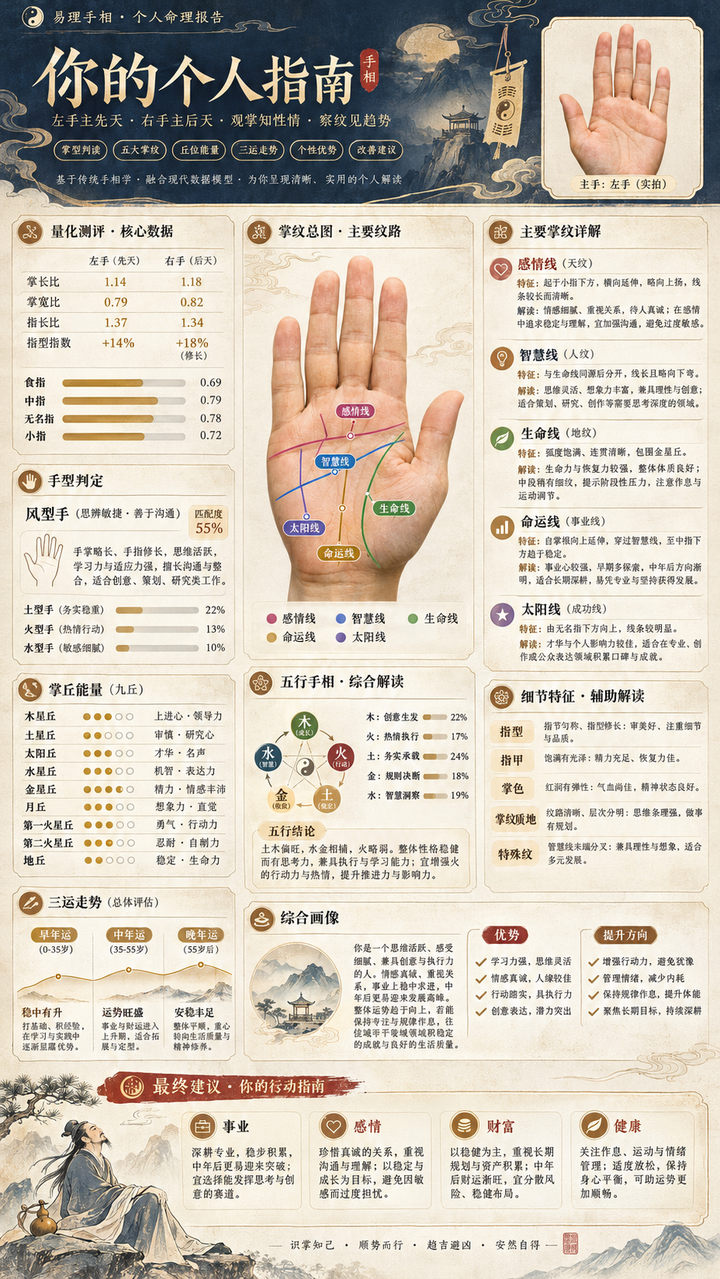 易理手相·个人命理报告
你的个人指南
手相
左手主先天·右手主后天·观掌知性情·察纹见趋势
掌型判读 五大掌纹 丘位能量 三运走势 个性优势 改善建议
基于传统手相学·融合现代数据模型·为你呈现清晰、实用的个人解读
主手：左手（实拍）
量化测评·核心数据
左手（先天） 右手（后天）
掌长比 1.14 1.18
掌宽比 0.79 0.82
指长比 1.37 1.34
指型指数 +14% +18%
(修长)
食指 0.69
中指 0.79
无名指 0.78
小指 0.72
手型判定
风型手（思辨敏捷·善于沟通）
匹配度
55%
手掌略长、手指修长，思维活跃，
学习力与适应力强，擅长沟通与整
合，适合创意、策划、研究类工作。
土型手（务实稳重） 22%
火型手（热情行动） 13%
水型手（敏感细腻） 10%
掌丘能量（九丘）
木星丘 上进心·领导力
土星丘 审慎·研究心
太阳丘 才华·名声
水星丘 机智·表达力
金星丘 精力·情感丰沛
月丘 想象力·直觉
第一火星丘 勇气·行动力
第二火星丘 忍耐·自制力
地丘 稳定·生命力
掌纹总图·主要纹路
感情线
智慧线
生命线
太阳线
命运线
感情线 智慧线 生命线
命运线 太阳线
主要掌纹详解
感情线（天纹）
特征：起于小指下方，横向延伸，略向上扬，线
条较长而清晰。
解读：情感细腻、重视关系，待人真诚；在感情
中追求稳定与理解，宜加强沟通，避免过度敏感。
智慧线（人纹）
特征：与生命线同源后分开，线长且略向下弯。
解读：思维灵活、想象力丰富，兼具理性与创意；
适合策划、研究、创作等需要思考深度的领域。
生命线（地纹）
特征：弧度饱满、连贯清晰，包围金星丘。
解读：生命力与恢复力较强，整体体质良好；
中段稍有细纹，提示阶段性压力，注意作息与
运动调节。
命运线（事业线）
特征：自掌根向上延伸，穿过智慧线，至中指下
方趋于稳定。
解读：事业心较强，早期多探索，中年后方向渐
明，适合长期深耕，易凭专业与坚持获得发展。
太阳线（成功线）
特征：由无名指下方向上，线条较明显。
解读：才华与个人影响力较佳，适合在专业、创
作或公众表达领域积累口碑与成就。
五行手相·综合解读
木
(成长)
火
(行动)
土
(稳定)
金
水
(智慧)
木：创意生发 22%
火：热情执行 17%
土：务实承载 24%
金：规则决断 18%
水：智慧洞察 19%
五行结论
土木偏旺，水金相辅，火略弱。整体性格稳健
而有思考力，兼具执行与学习能力；宜增强火
的行动力与热情，提升推进力与影响力。
细节特征·辅助解读
指型 指节匀称、指型修长：审美好、注重细节
与品质。
指甲 饱满有光泽：精力充足、恢复力佳。
掌色 红润有弹性：气血尚佳，精神状态良好。
掌纹质地 纹路清晰、层次分明：思维条理强，做事
有规划。
特殊纹 智慧线末端分叉：兼具理性与想象，适合
多元发展。
三运走势（总体评估）
早年运 中年运 晚年运
(0-35岁) (35-55岁) (55岁后)
稳中有升 运势旺盛 安稳丰足
打基础、积经验， 事业与财运进入 整体平顺，重心
在学习与实践中 上升期，适合拓 转向生活质量与
逐渐显露优势。 展与定型。 精神修养。
综合画像
你是一个思维活跃、感受
细腻、兼具创意与执行力
的人。情感真诚、重视关
系，事业上稳中求进，中
年后更易迎来发展高峰。
整体运势趋于向上，若能
保持专注与规律作息，往
往能在专业领域积稳定
的成就与良好的生活质量。
优势
学习力强，思维灵活
情感真诚，人缘较佳
行动踏实，具执行力
创意表达，潜力突出
提升方向
增强行动力，避免犹豫
管理情绪，减少内耗
保持规律作息，提升体能
聚焦长期目标，持续深耕
最终建议·你的行动指南
事业
深耕专业，稳步积累，
中年后更易迎来突破；
宜选择能发挥思考与创
意的赛道。
感情
珍惜真诚的关系，重视
沟通与理解；以稳定与
成长为目标，避免因敏
感而过度担忧。
财富
以稳健为主，重视长期
规划与资产积累；中年
后财运渐旺，宜分散风
险、稳健布局。
健康
关注作息、运动与情绪
管理；适度放松，保持
身心平衡，可助运势更
加顺畅。
识掌知己·顺势而行·趋吉避凶·安然自得